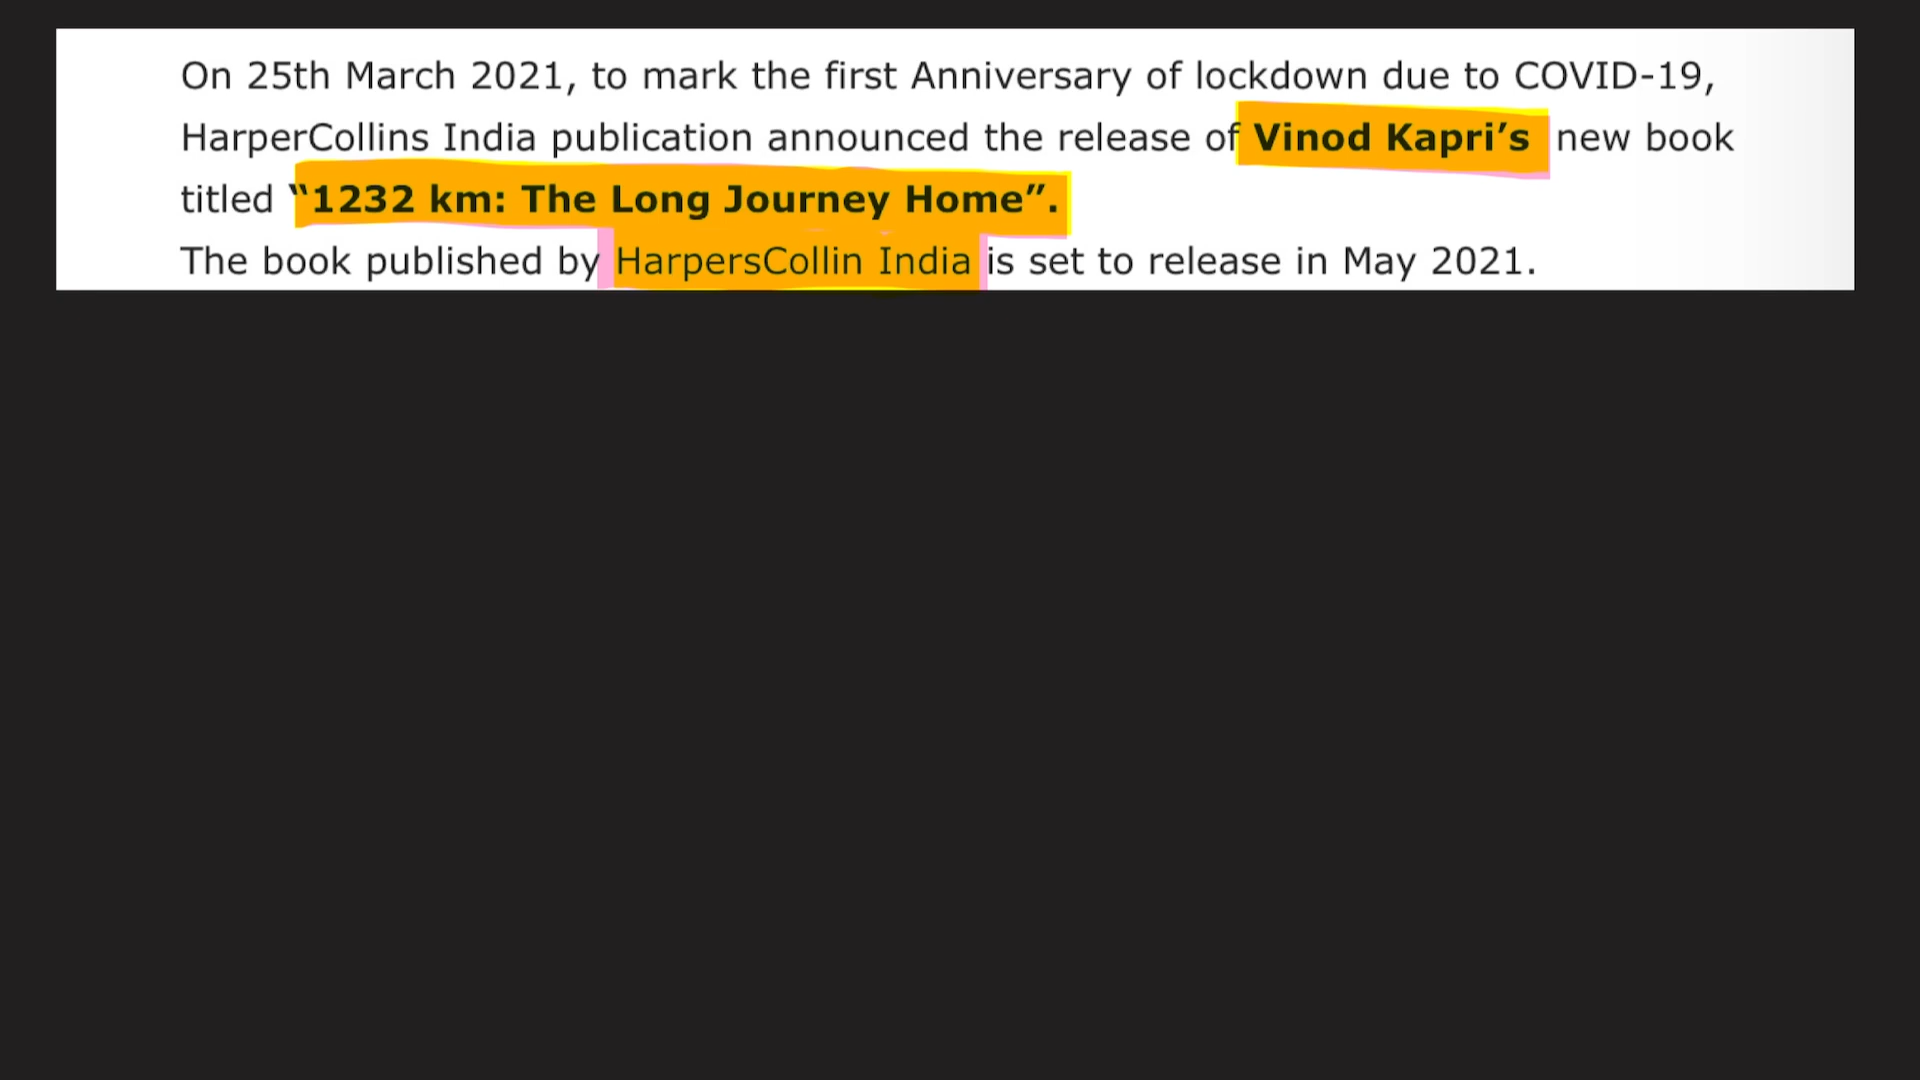 On 25th March 2021, to mark the first Anniversary of lockdown due to COVID-19,
HarperCollins India publication announced the release of Vinod Kapri’s new book
titled “1232 km: The Long Journey Home”.
The book published by HarpersCollin India is set to release in May 2021.